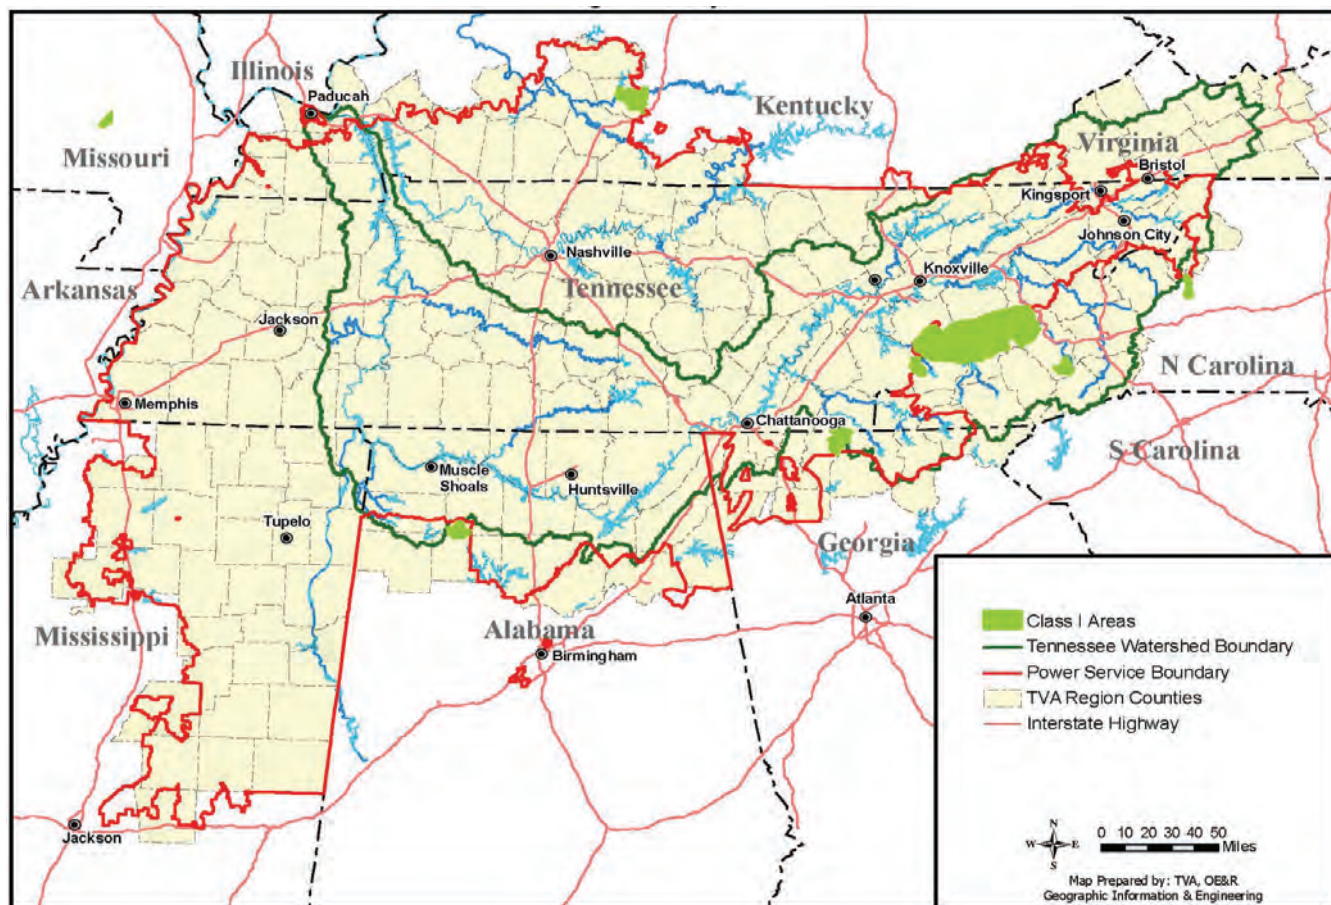 Illinois
Paducah
Kentucky
Missouri
Virginia
Bristol
Kingsport
Johnson City
Nashville
Knoxville
Tennessee
Arkansas
Jackson
N Carolina
Memphis
Chattanooga
S Carolina
Muscle
Shoals
Huntsville
Tupelo
Georgia
Atlanta
Mississippi
Alabama
Birmingham
Jackson
Class I Areas
Tennessee Watershed Boundary
Power Service Boundary
TVA Region Counties
Interstate Highway
N
W E
S
0 10 20 30 40 50
Miles
Map Prepared by: TVA, OE&R
Geographic Information & Engineering